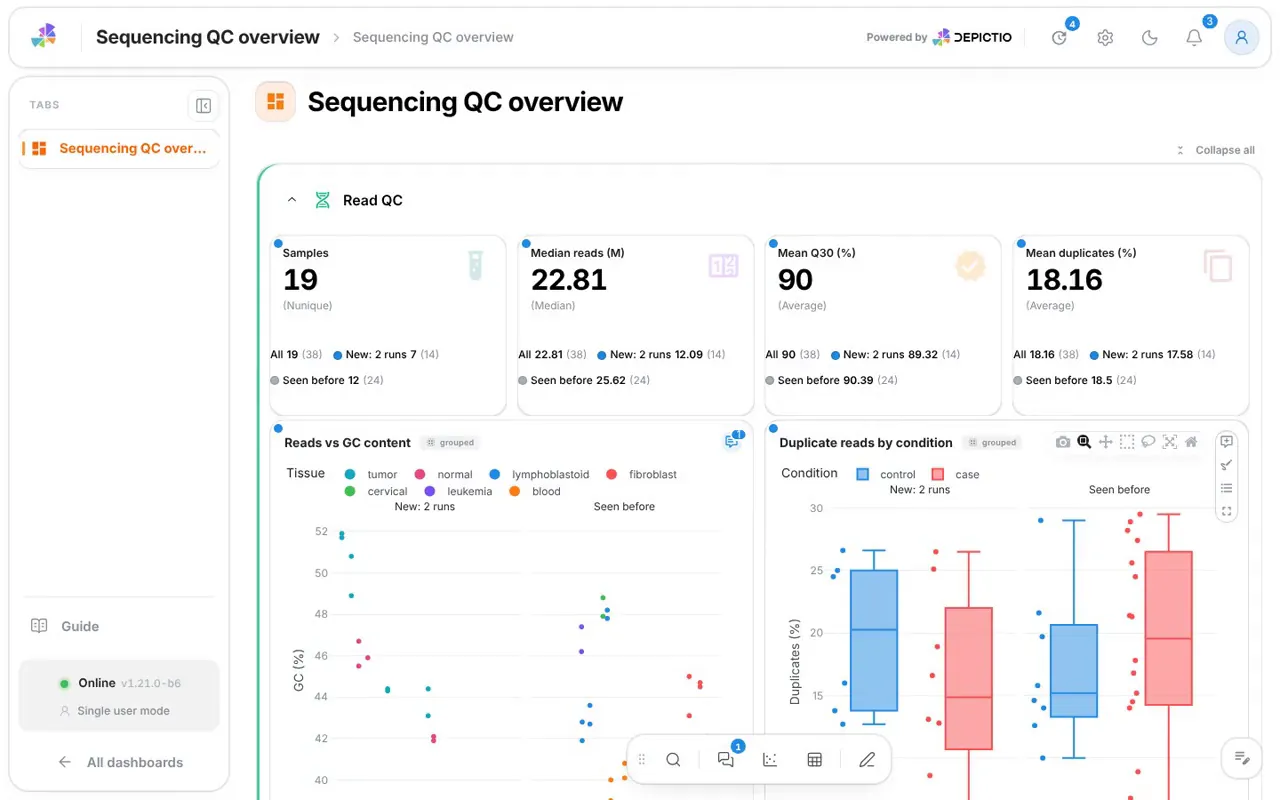 Sequencing QC overview > Sequencing QC overview
Powered by DEPICTIO
4
3
TABS
Sequencing QC over...
Guide
Online v1.21.0-b6
Single user mode
All dashboards
Sequencing QC overview
Collapse all
Read QC
Samples
19
(Nunique)
All 19 (38) New: 2 runs 7 (14)
Seen before 12 (24)
Median reads (M)
22.81
(Median)
All 22.81 (38) New: 2 runs 12.09 (14)
Seen before 25.62 (24)
Mean Q30 (%)
90
(Average)
All 90 (38) New: 2 runs 89.32 (14)
Seen before 90.39 (24)
Mean duplicates (%)
18.16
(Average)
All 18.16 (38) New: 2 runs 17.58 (14)
Seen before 18.5 (24)
Reads vs GC content grouped
1
Tissue tumor normal lymphoblastoid fibroblast
cervical leukemia blood
New: 2 runs Seen before
52
50
48
46
44
42
40
GC (%)
Duplicate reads by condition grouped
Condition control case
New: 2 runs Seen before
30
25
20
15
Duplicates (%)
1